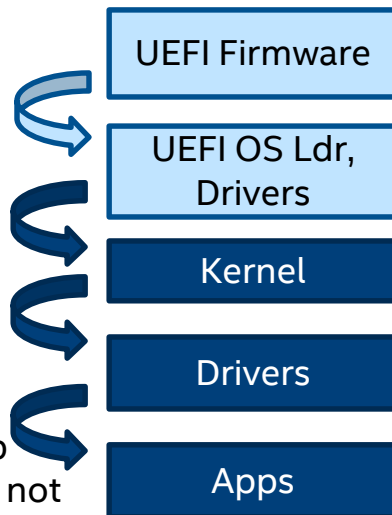 UEFI Firmware
UEFI OS Ldr,
Drivers
Kernel
Drivers
not
Apps